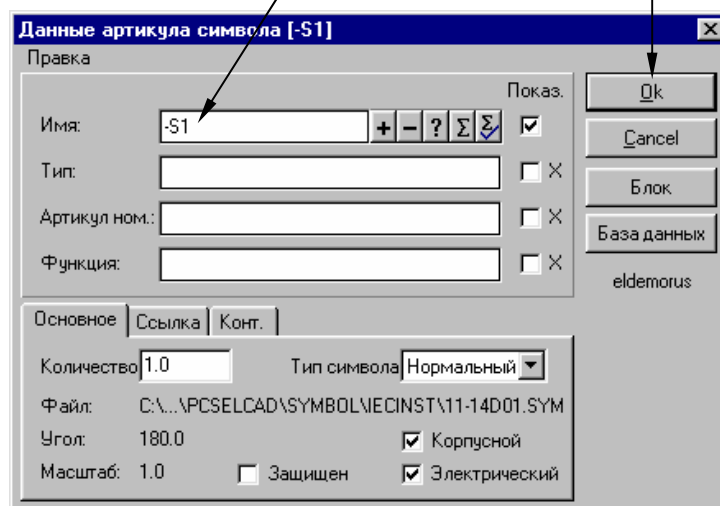 Данные артикула символа [-S1]
Правка
Показ.
Имя: -S1 + − ? Σ Σ
Тип: X
Артикул ном.: X
Функция: X
Ok
Cancel
Блок
База данных
eldemorus
Основное Ссылка Конт.
Количество 1.0 Тип символа Нормальный
Файл: C:\...\PCSELCAD\SYMBOL\IECINST\11-14D01.SYM
Угол: 180.0 Корпусной
Масштаб: 1.0 Защищен Электрический